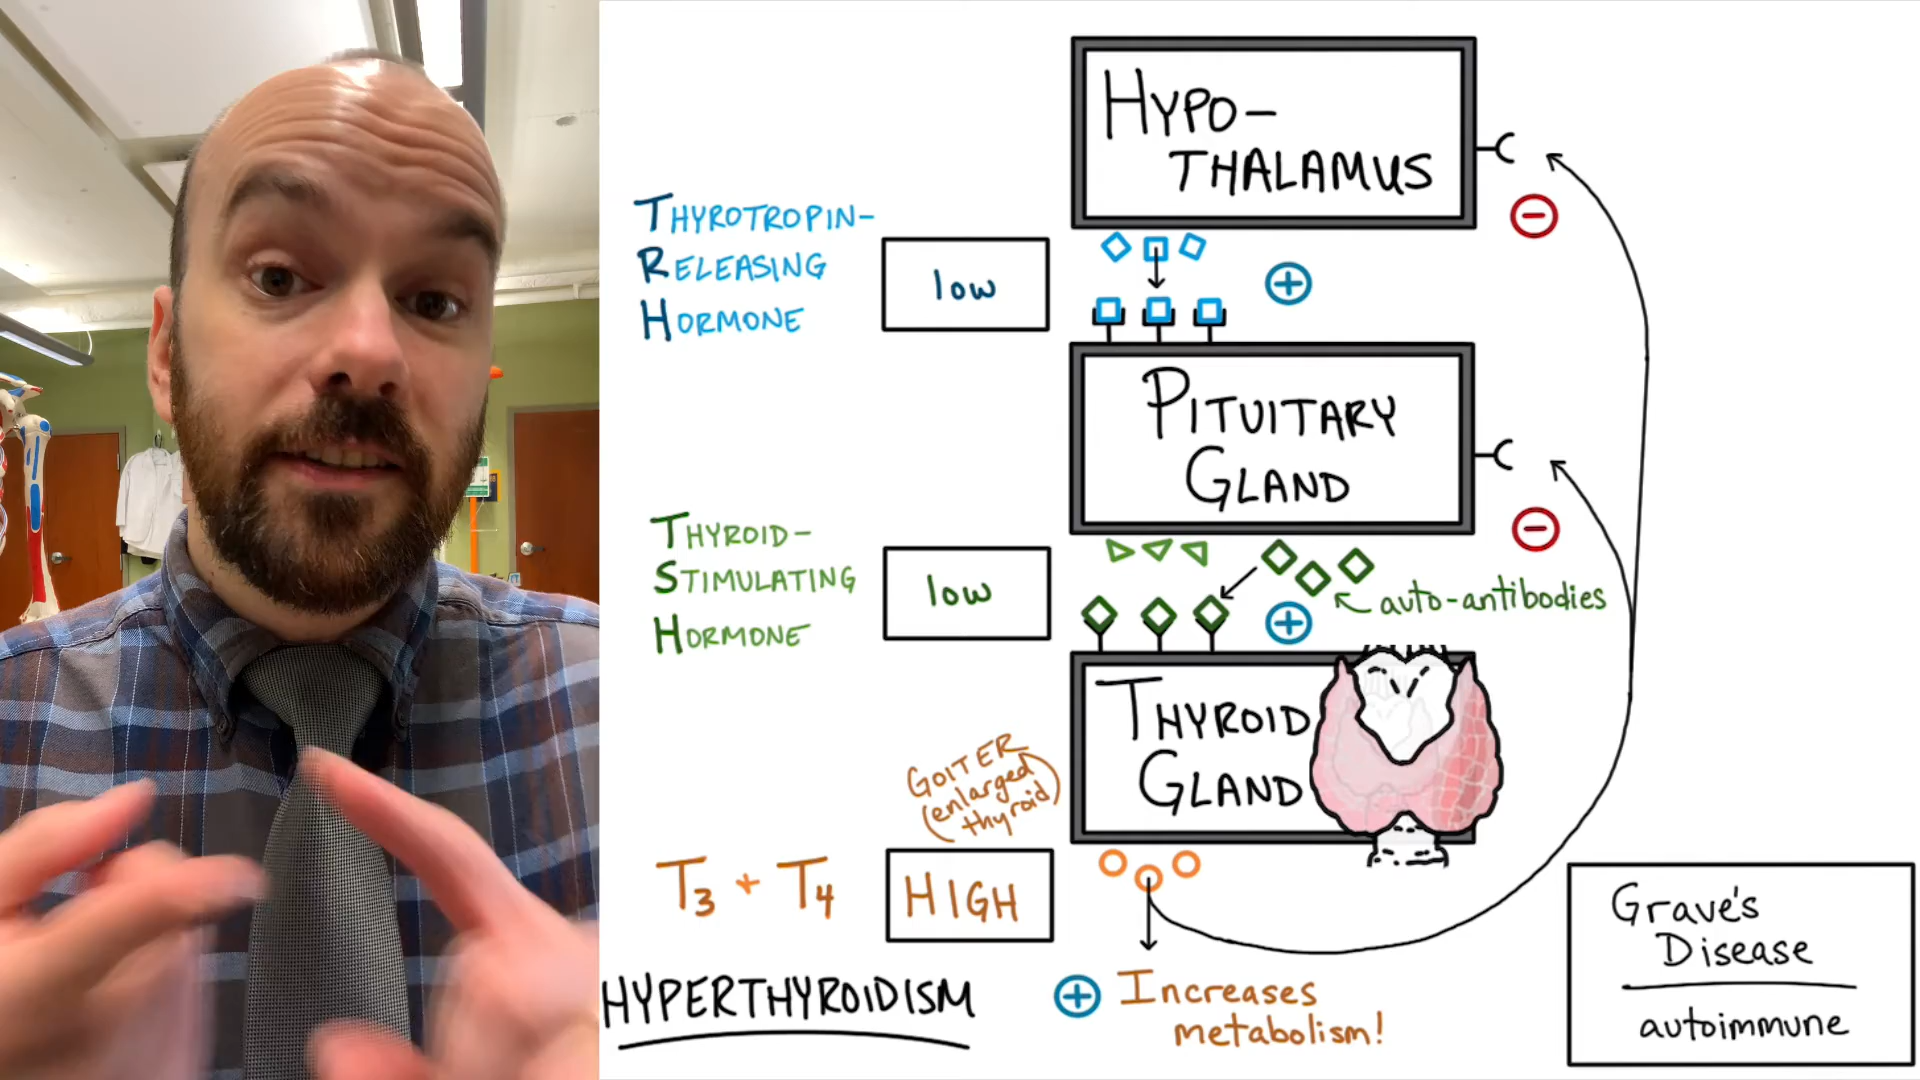 HYPO-
THALAMUS
THYROTROPIN-
RELEASING
HORMONE
low
PITUITARY
GLAND
THYROID-
STIMULATING
HORMONE
low
auto-antibodies
THYROID
GLAND
GOITER
(enlarged
thyroid)
T3 + T4
HIGH
HYPERTHYROIDISM
Increases
metabolism!
Grave's
Disease
autoimmune